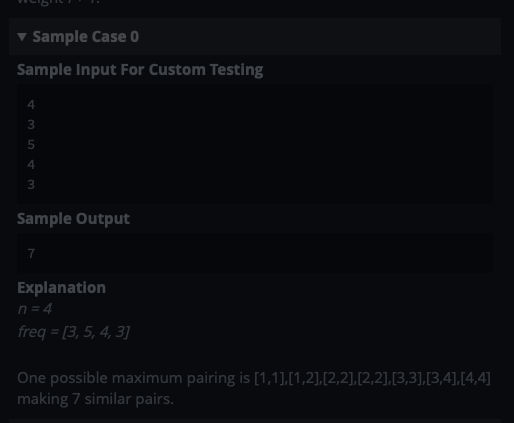 ▼ Sample Case 0
Sample Input For Custom Testing
4
3
5
4
3
Sample Output
7
Explanation
n = 4
freq = [3, 5, 4, 3]
One possible maximum pairing is [1,1],[1,2],[2,2],[2,2],[3,3],[3,4],[4,4]
making 7 similar pairs.